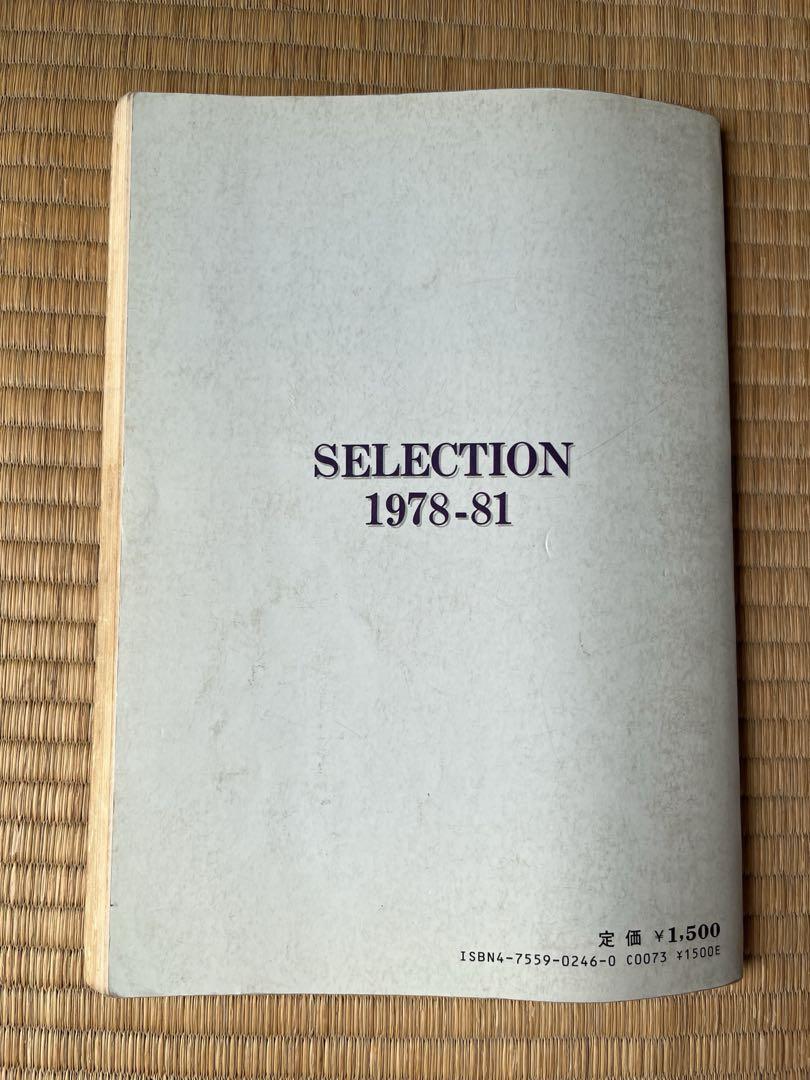 SELECTION
1978-81
定価 ¥1,500
ISBN4-7559-0246-0 C0073 ¥1500E